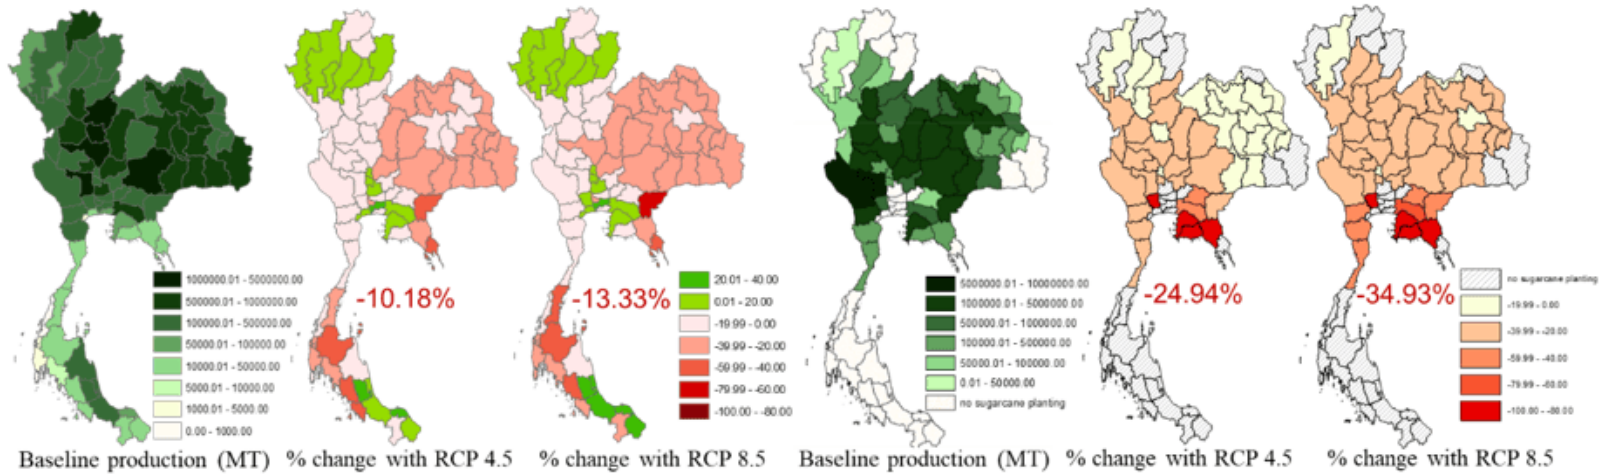 1000000.01 - 5000000.00
500000.01 - 1000000.00
100000.01 - 500000.00
50000.01 - 100000.00
10000.01 - 50000.00
5000.01 - 10000.00
1000.01 - 5000.00
0.00 - 1000.00
Baseline production (MT)
-10.18%
% change with RCP 4.5
-13.33%
20.01 - 40.00
0.01 - 20.00
-19.99 - 0.00
-39.99 - -20.00
-59.99 - -40.00
-79.99 - -60.00
-100.00 - -80.00
% change with RCP 8.5
5000000.01 - 10000000.00
1000000.01 - 5000000.00
500000.01 - 1000000.00
100000.01 - 500000.00
50000.01 - 100000.00
0.01 - 50000.00
no sugarcane planting
Baseline production (MT)
-24.94%
% change with RCP 4.5
-34.93%
no sugarcane planting
-19.99 - 0.00
-39.99 - -20.00
-59.99 - -40.00
-79.99 - -60.00
-100.00 - -80.00
% change with RCP 8.5